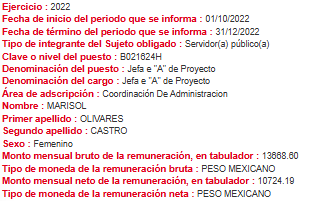 Ejercicio : 2022
Fecha de inicio del periodo que se informa : 01/10/2022
Fecha de término del periodo que se informa : 31/12/2022
Tipo de integrante del Sujeto obligado : Servidor(a) público(a)
Clave o nivel del puesto : B021624H
Denominación del puesto : Jefa e "A" de Proyecto
Denominación del cargo : Jefa e "A" de Proyecto
Área de adscripción : Coordinación De Administracion
Nombre : MARISOL
Primer apellido : OLIVARES
Segundo apellido : CASTRO
Sexo : Femenino
Monto mensual bruto de la remuneración, en tabulador : 13668.60
Tipo de moneda de la remuneración bruta : PESO MEXICANO
Monto mensual neto de la remuneración, en tabulador : 10724.19
Tipo de moneda de la remuneración neta : PESO MEXICANO